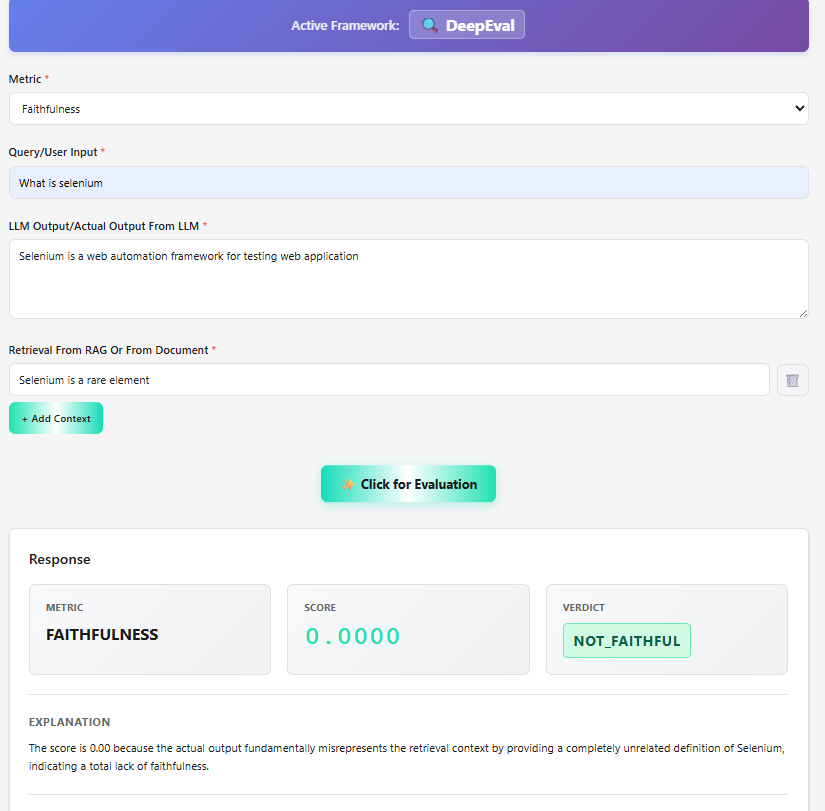 Active Framework: 🔍 DeepEval
Metric *
Faithfulness
Query/User Input *
What is selenium
LLM Output/Actual Output From LLM *
Selenium is a web automation framework for testing web application
Retrieval From RAG Or From Document *
Selenium is a rare element
+ Add Context
✨ Click for Evaluation
Response
METRIC
FAITHFULNESS
SCORE
0.0000
VERDICT
NOT_FAITHFUL
EXPLANATION
The score is 0.00 because the actual output fundamentally misrepresents the retrieval context by providing a completely unrelated definition of Selenium,
indicating a total lack of faithfulness.